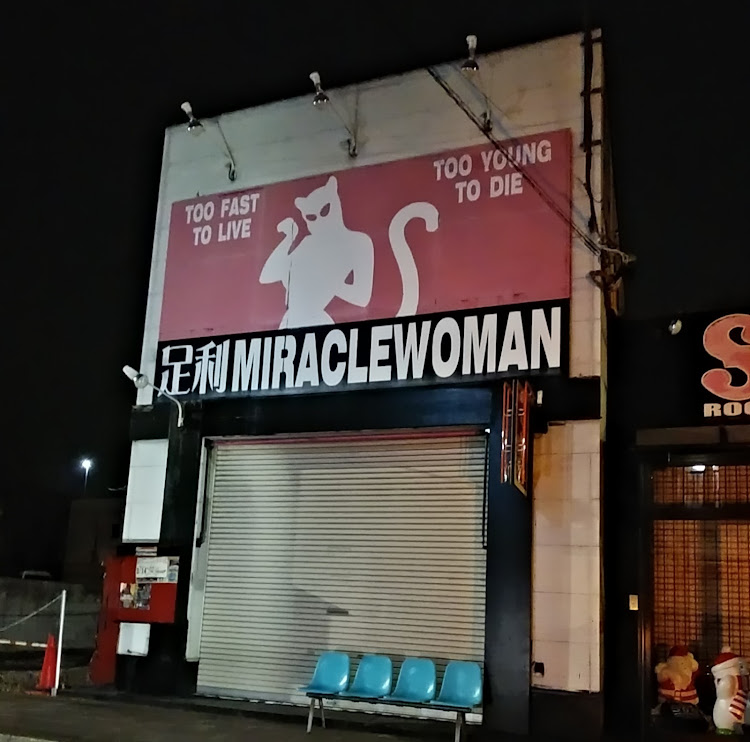 TOO FAST
TO LIVE
TOO YOUNG
TO DIE
足利MIRACLEWOMAN
S
ROC